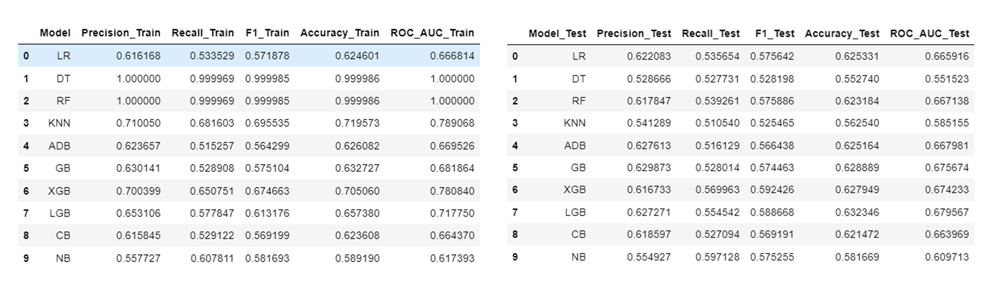 Model Precision_Train Recall_Train F1_Train Accuracy_Train ROC_AUC_Train
0 LR 0.616168 0.533529 0.571878 0.624601 0.666814
1 DT 1.000000 0.999969 0.999985 0.999986 1.000000
2 RF 1.000000 0.999969 0.999985 0.999986 1.000000
3 KNN 0.710050 0.681603 0.695535 0.719573 0.789068
4 ADB 0.623657 0.515257 0.564299 0.626082 0.669526
5 GB 0.630141 0.528908 0.575104 0.632727 0.681864
6 XGB 0.700399 0.650751 0.674663 0.705060 0.780840
7 LGB 0.653106 0.577847 0.613176 0.657380 0.717750
8 CB 0.615845 0.529122 0.569199 0.623608 0.664370
9 NB 0.557727 0.607811 0.581693 0.589190 0.617393
Model_Test Precision_Test Recall_Test F1_Test Accuracy_Test ROC_AUC_Test
0 LR 0.622083 0.535654 0.575642 0.625331 0.665916
1 DT 0.528666 0.527731 0.528198 0.552740 0.551523
2 RF 0.617847 0.539261 0.575886 0.623184 0.667138
3 KNN 0.541289 0.510540 0.525465 0.562540 0.585155
4 ADB 0.627613 0.516129 0.566438 0.625164 0.667981
5 GB 0.629873 0.528014 0.574463 0.628889 0.675674
6 XGB 0.616733 0.569963 0.592426 0.627949 0.674233
7 LGB 0.627271 0.554542 0.588668 0.632346 0.679567
8 CB 0.618597 0.527094 0.569191 0.621472 0.663969
9 NB 0.554927 0.597128 0.575255 0.581669 0.609713